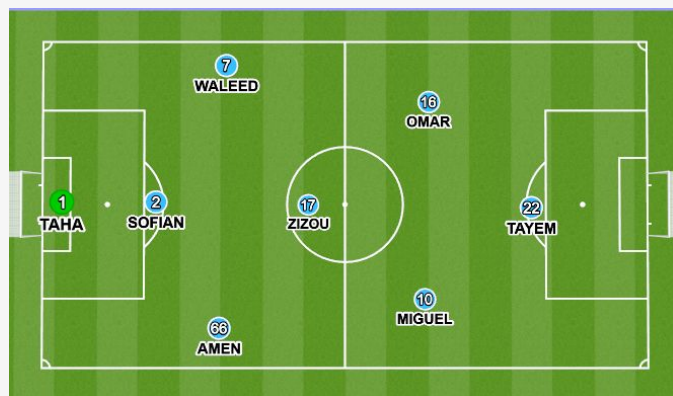 7
WALEED
16
OMAR
1
TAHA
2
SOFIAN
17
ZIZOU
22
TAYEM
10
MIGUEL
66
AMEN